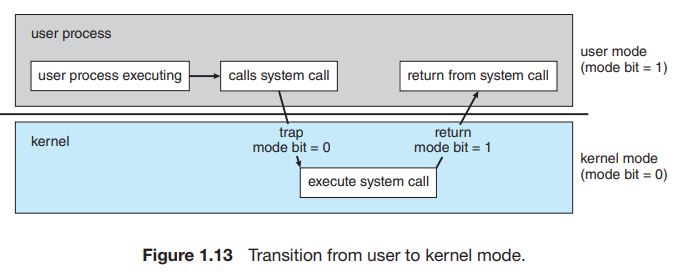 user process
user process executing
calls system call
return from system call
user mode
(mode bit = 1)
kernel
trap
mode bit = 0
return
mode bit = 1
execute system call
kernel mode
(mode bit = 0)
Figure 1.13 Transition from user to kernel mode.